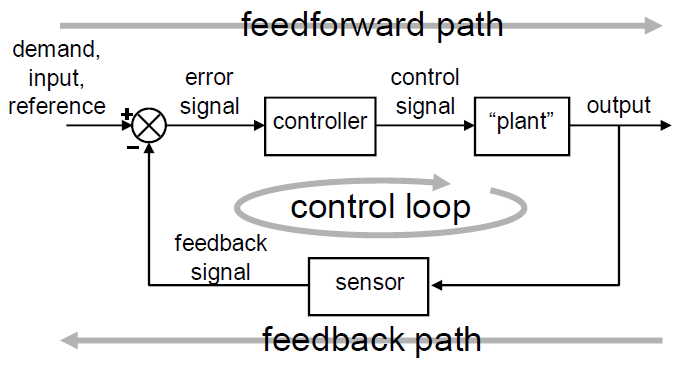 feedforward path
demand,
input,
reference
error
signal
control
signal
+
−
controller
“plant”
output
control loop
feedback
signal
sensor
feedback path